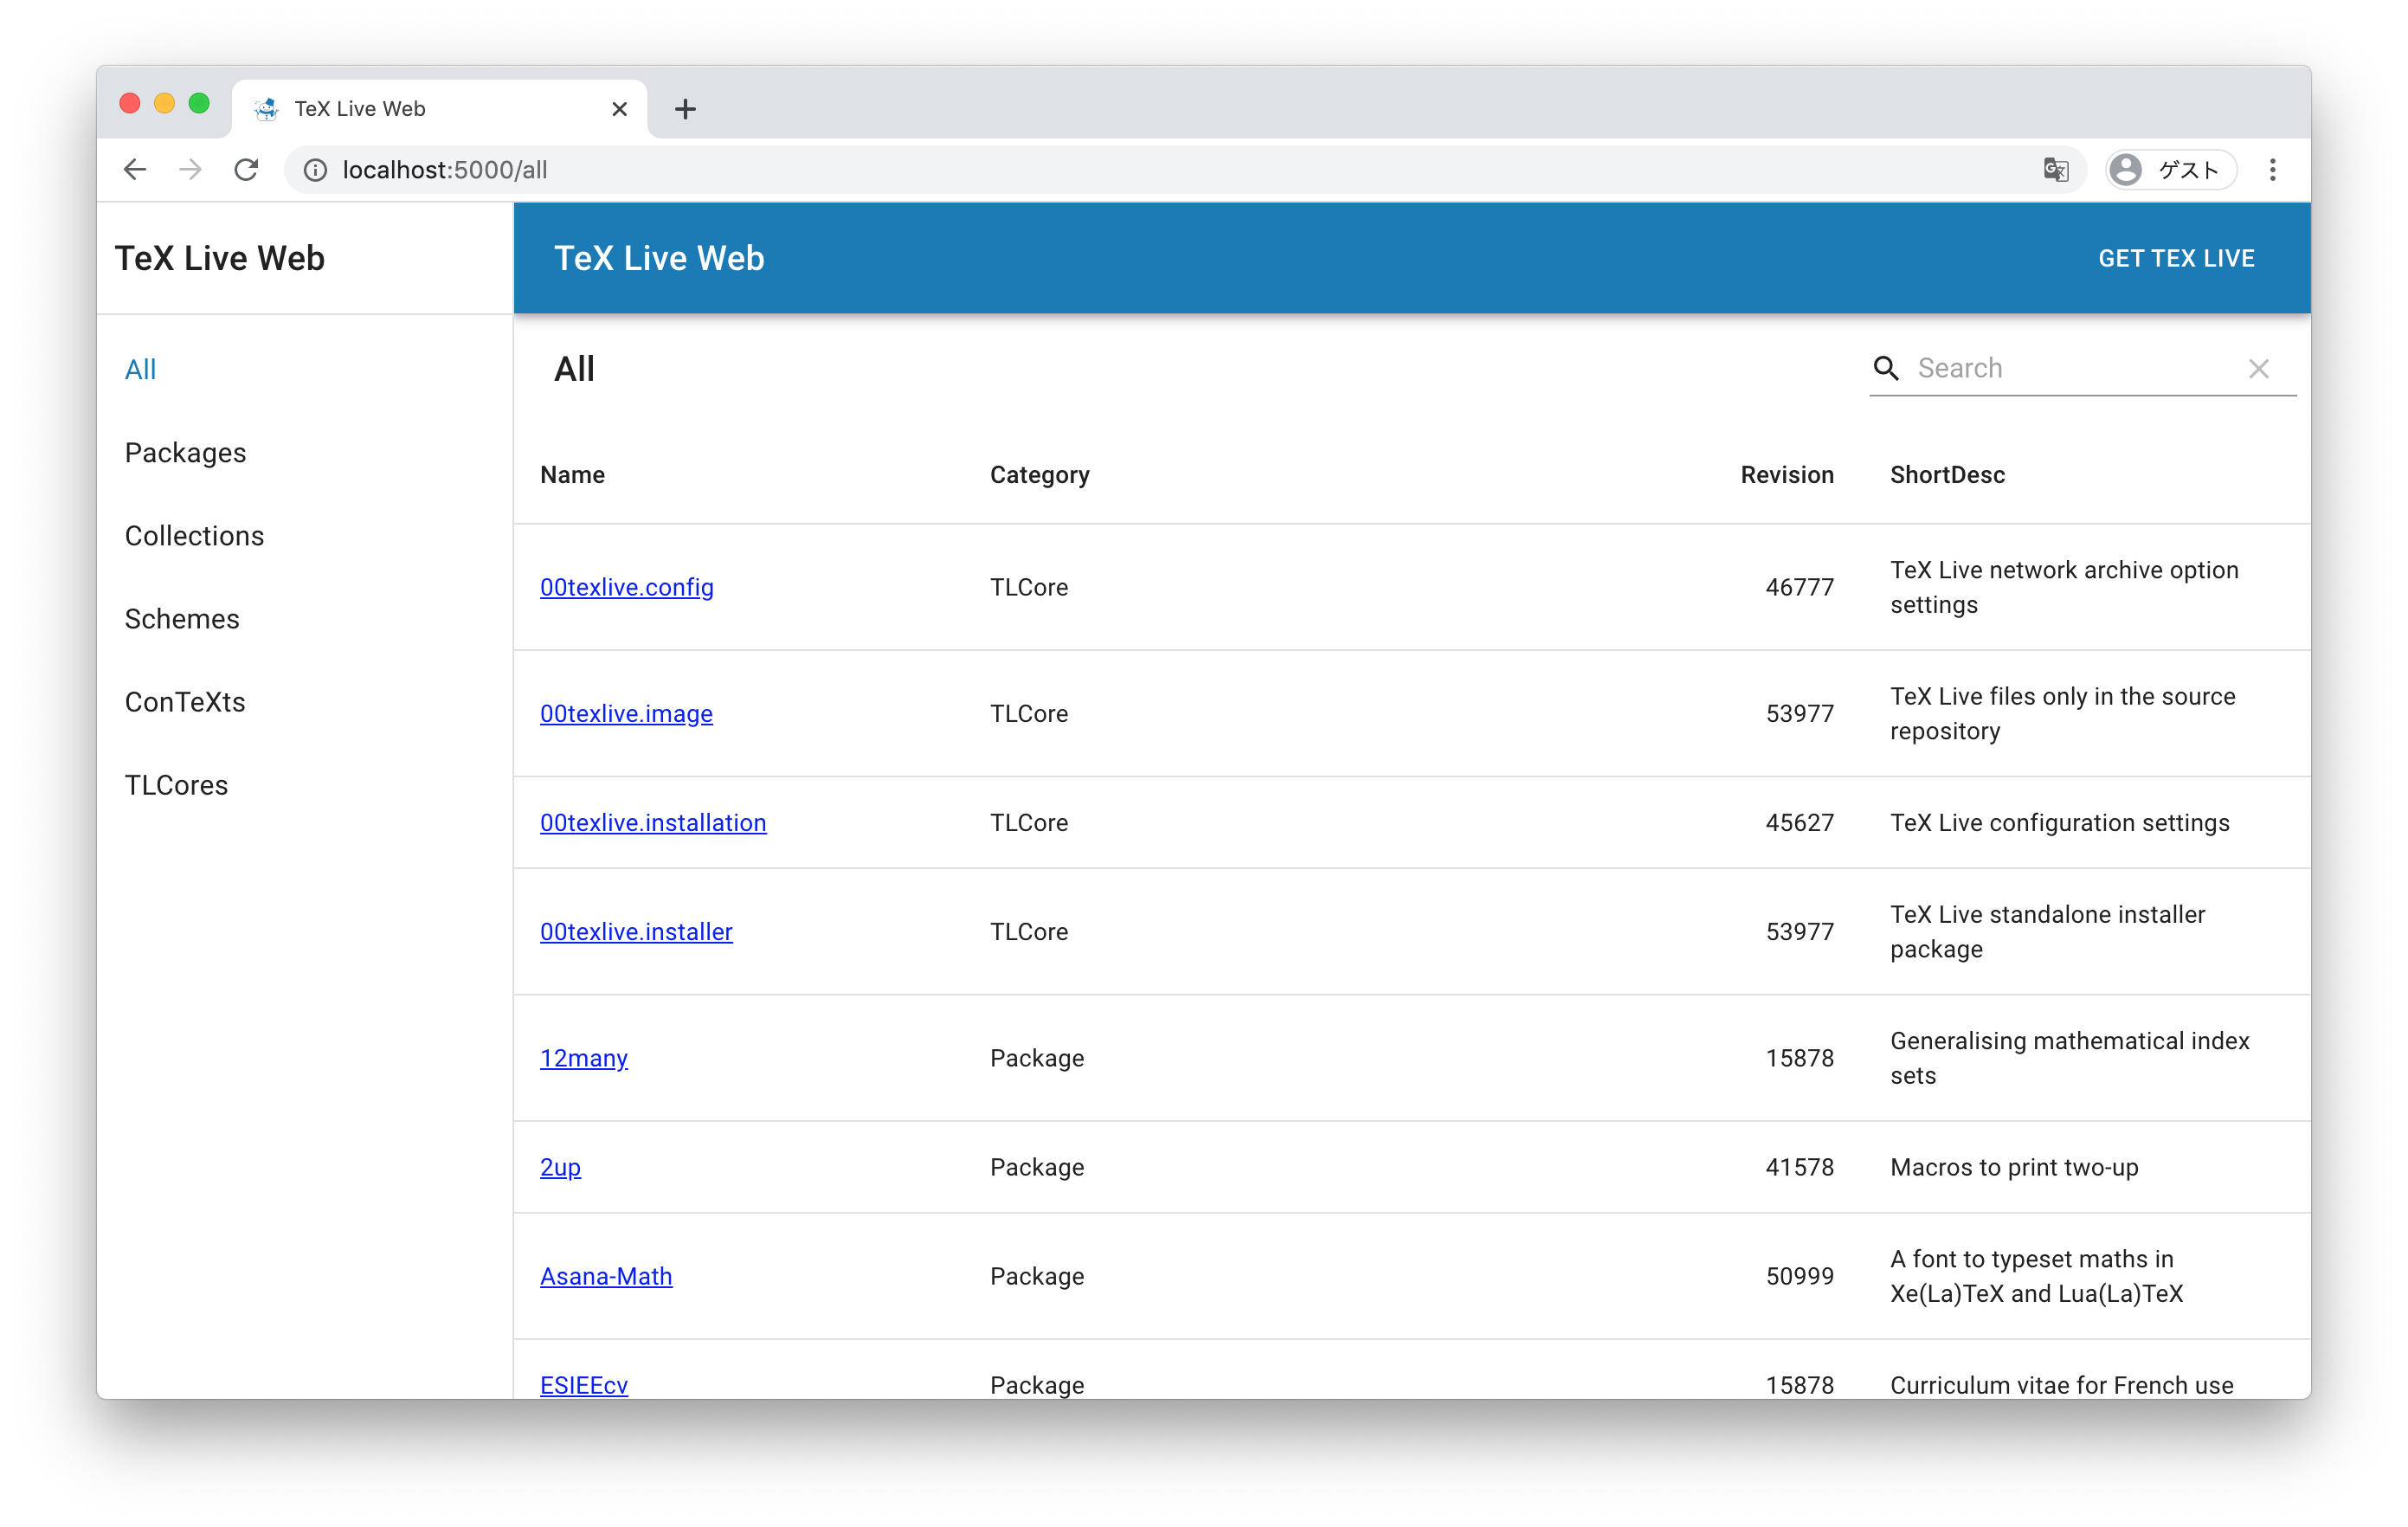 TeX Live Web
localhost:5000/all
ゲスト
TeX Live Web
TeX Live Web
GET TEX LIVE
All
Packages
Collections
Schemes
ConTeXts
TLCores
All
Search
Name Category Revision ShortDesc
00texlive.config TLCore 46777 TeX Live network archive option
settings
00texlive.image TLCore 53977 TeX Live files only in the source
repository
00texlive.installation TLCore 45627 TeX Live configuration settings
00texlive.installer TLCore 53977 TeX Live standalone installer
package
12many Package 15878 Generalising mathematical index
sets
2up Package 41578 Macros to print two-up
Asana-Math Package 50999 A font to typeset maths in
Xe(La)TeX and Lua(La)TeX
ESIEEcv Package 15878 Curriculum vitae for French use